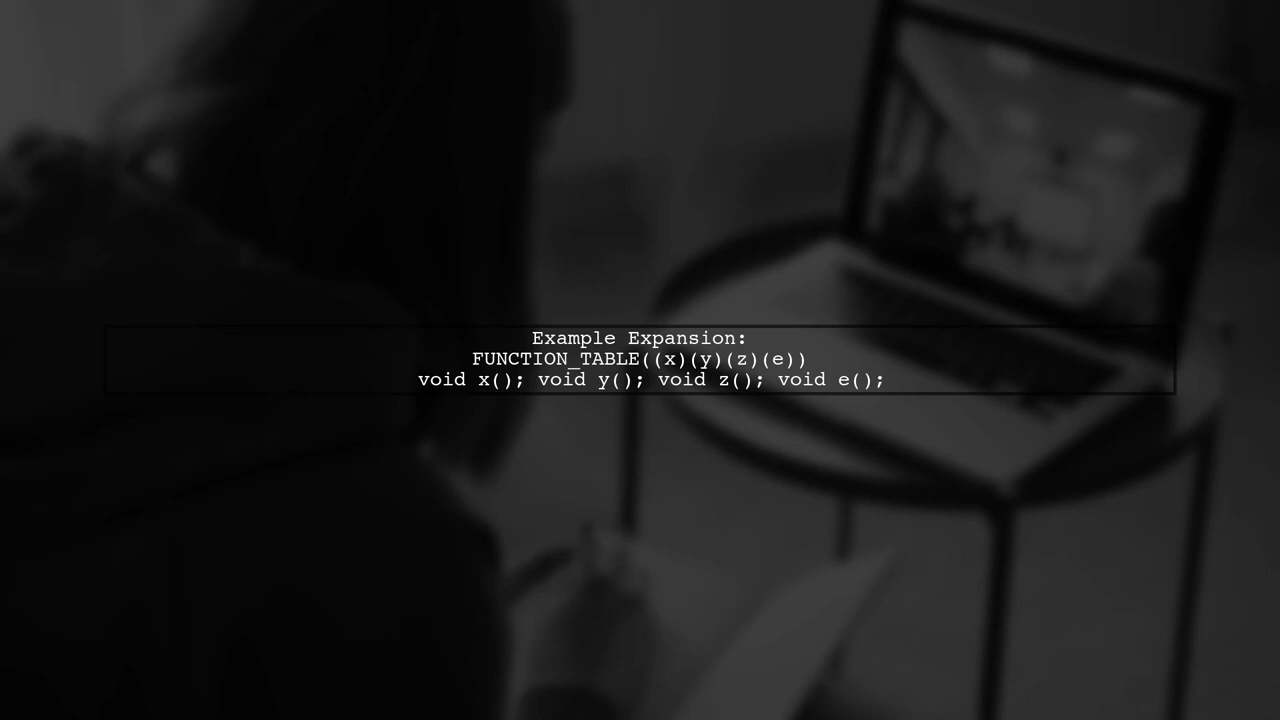 Example Expansion:
FUNCTION_TABLE((x)(y)(z)(e))
void x(); void y(); void z(); void e();